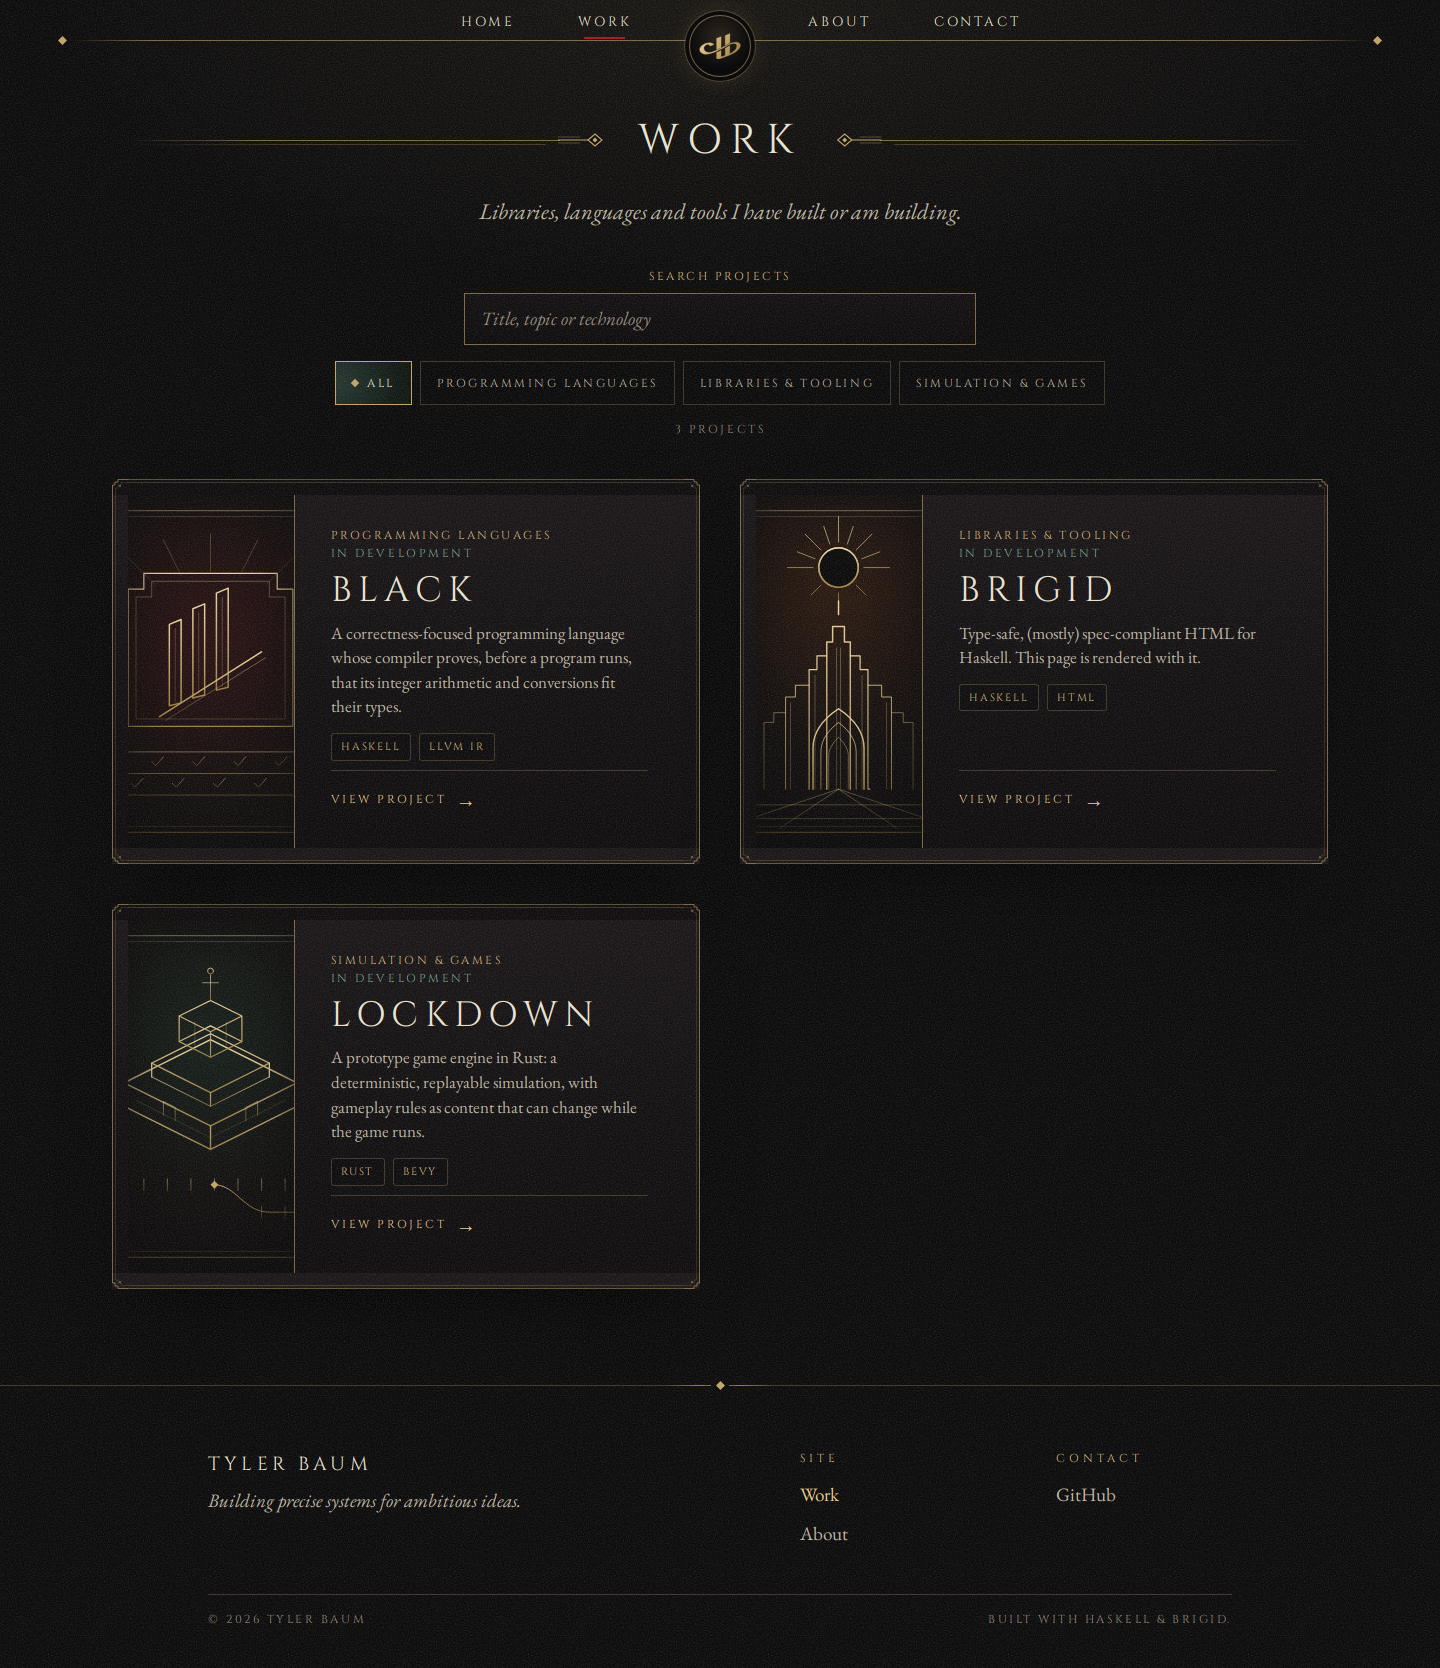 HOME WORK ABOUT CONTACT
WORK
Libraries, languages and tools I have built or am building.
SEARCH PROJECTS
Title, topic or technology
ALL PROGRAMMING LANGUAGES LIBRARIES & TOOLING SIMULATION & GAMES
3 PROJECTS
PROGRAMMING LANGUAGES
IN DEVELOPMENT
BLACK
A correctness-focused programming language
whose compiler proves, before a program runs,
that its integer arithmetic and conversions fit
their types.
HASKELL LLVM IR
VIEW PROJECT →
LIBRARIES & TOOLING
IN DEVELOPMENT
BRIGID
Type-safe, (mostly) spec-compliant HTML for
Haskell. This page is rendered with it.
HASKELL HTML
VIEW PROJECT →
SIMULATION & GAMES
IN DEVELOPMENT
LOCKDOWN
A prototype game engine in Rust: a
deterministic, replayable simulation, with
gameplay rules as content that can change while
the game runs.
RUST BEVY
VIEW PROJECT →
TYLER BAUM
Building precise systems for ambitious ideas.
SITE
Work
About
CONTACT
GitHub
© 2026 TYLER BAUM
BUILT WITH HASKELL & BRIGID.